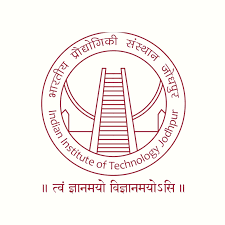 भारतीय प्रौद्योगिकी संस्थान जोधपुर
Indian Institute of Technology Jodhpur
॥ त्वं ज्ञानमयो विज्ञानमयोऽसि ॥